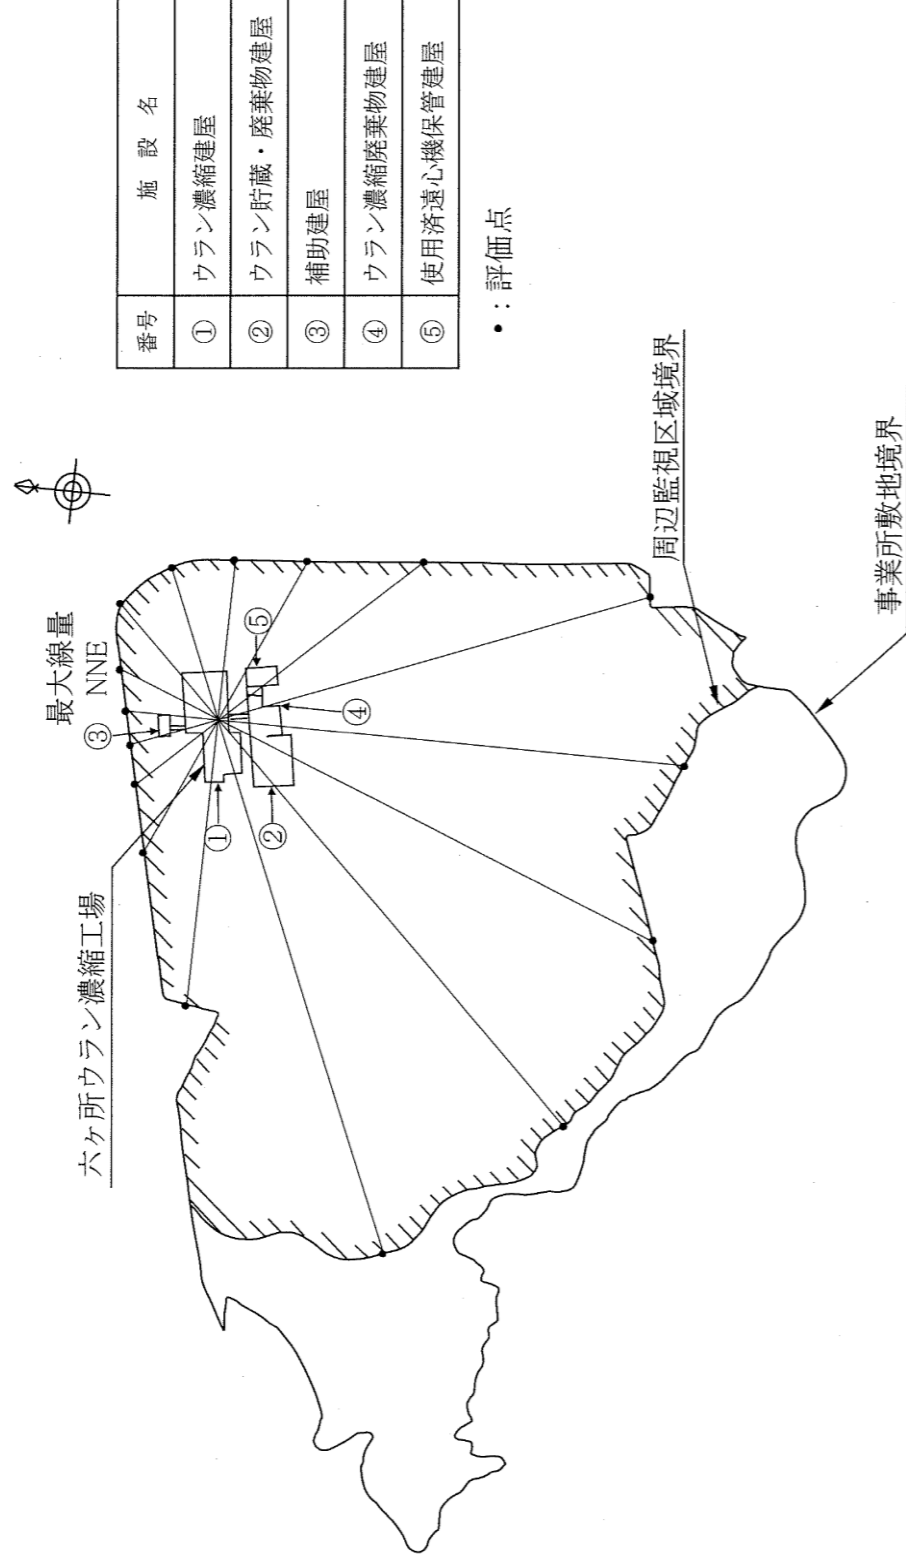 番号 施設名
① ウラン濃縮建屋
② ウラン貯蔵・廃棄物建屋
③ 補助建屋
④ ウラン濃縮廃棄物建屋
⑤ 使用済遠心機保管建屋
•：評価点
最大線量
NNE
③
①
②
④
⑤
六ヶ所ウラン濃縮工場
周辺監視区域境界
事業所敷地境界